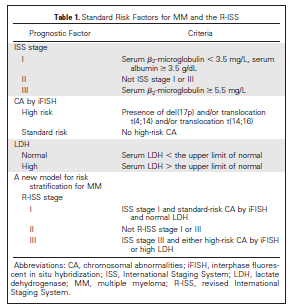 Table 1. Standard Risk Factors for MM and the R-ISS
Prognostic Factor Criteria
ISS stage
I Serum β2-microglobulin < 3.5 mg/L, serum
albumin ≥ 3.5 g/dL
II Not ISS stage I or III
III Serum β2-microglobulin ≥ 5.5 mg/L
CA by iFISH
High risk Presence of del(17p) and/or translocation
t(4;14) and/or translocation t(14;16)
Standard risk No high-risk CA
LDH
Normal Serum LDH < the upper limit of normal
High Serum LDH > the upper limit of normal
A new model for risk
stratification for MM
R-ISS stage
I ISS stage I and standard-risk CA by iFISH
and normal LDH
II Not R-ISS stage I or III
III ISS stage III and either high-risk CA by iFISH
or high LDH
Abbreviations: CA, chromosomal abnormalities; iFISH, interphase fluores-
cent in situ hybridization; ISS, International Staging System; LDH, lactate
dehydrogenase; MM, multiple myeloma; R-ISS, revised International
Staging System.